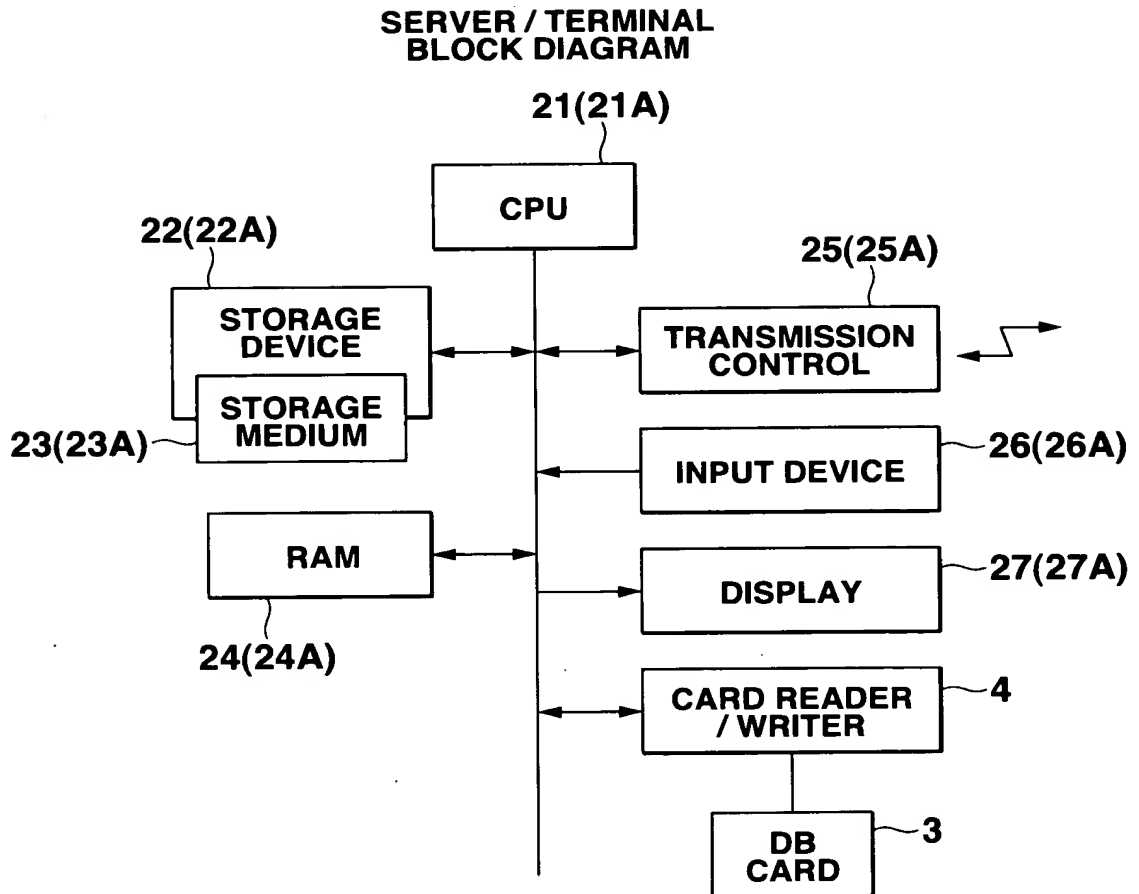 SERVER / TERMINAL
BLOCK DIAGRAM
21(21A)
CPU
22(22A)
STORAGE
DEVICE
STORAGE
MEDIUM
23(23A)
RAM
24(24A)
25(25A)
TRANSMISSION
CONTROL
INPUT DEVICE
26(26A)
DISPLAY
27(27A)
CARD READER
/ WRITER
4
DB
CARD
3